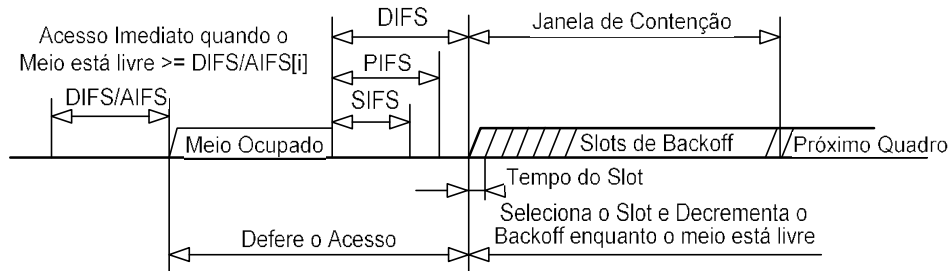 DIFS
Janela de Contenção
Acesso Imediato quando o
Meio está livre >= DIFS/AIFS[i]
PIFS
DIFS/AIFS
SIFS
Meio Ocupado
Slots de Backoff
Próximo Quadro
Tempo do Slot
Seleciona o Slot e Decrementa o
Backoff enquanto o meio está livre
Defere o Acesso